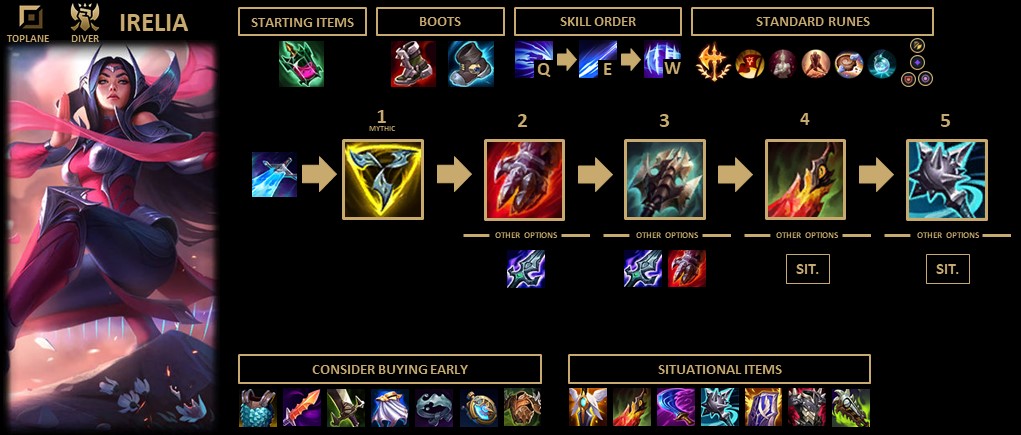 TOPLANE
DIVER
IRELIA
STARTING ITEMS
BOOTS
SKILL ORDER
STANDARD RUNES
Q
E
W
1
MYTHIC
2
3
4
5
OTHER OPTIONS
OTHER OPTIONS
OTHER OPTIONS
OTHER OPTIONS
SIT.
SIT.
CONSIDER BUYING EARLY
SITUATIONAL ITEMS